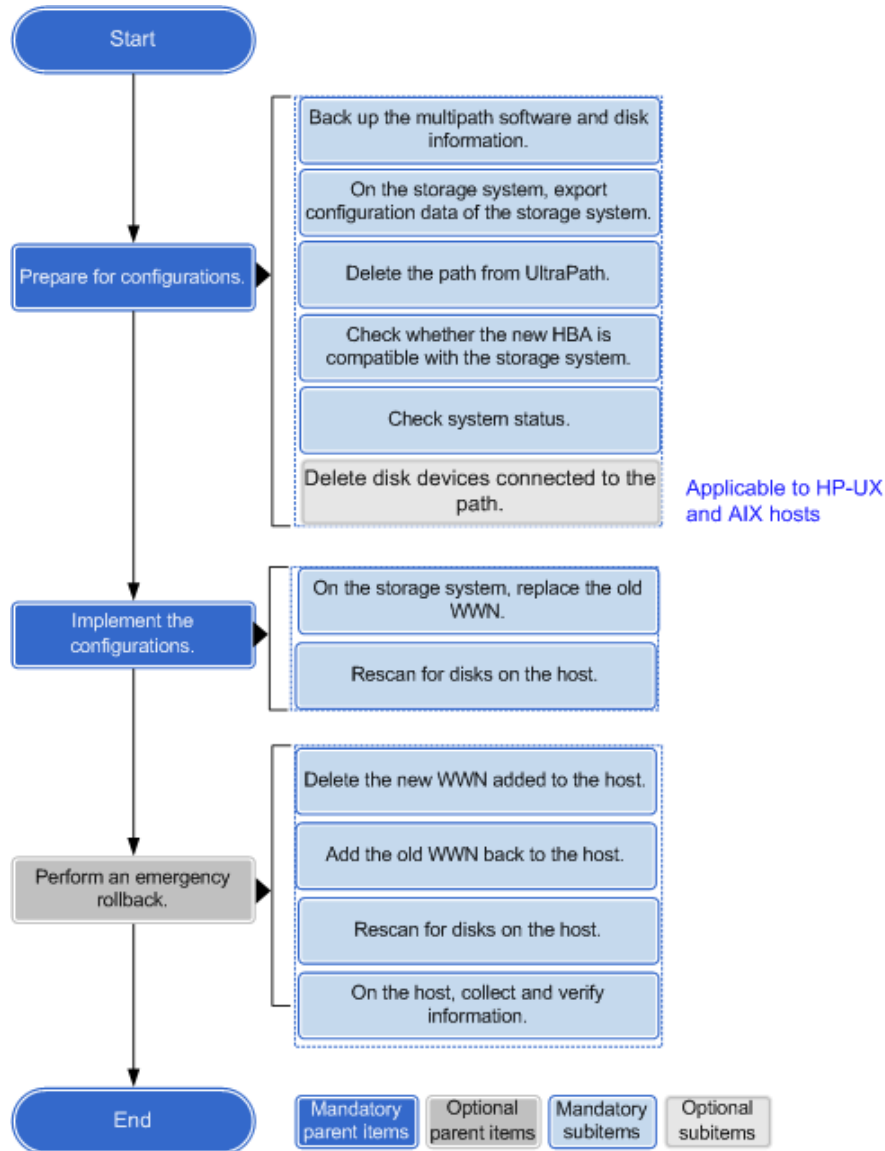 Start
Prepare for configurations.
Back up the multipath software and disk
information.
On the storage system, export
configuration data of the storage system.
Delete the path from UltraPath.
Check whether the new HBA is
compatible with the storage system.
Check system status.
Delete disk devices connected to the
path.
Applicable to HP-UX
and AIX hosts
Implement the
configurations.
On the storage system, replace the old
WWN.
Rescan for disks on the host.
Perform an emergency
rollback.
Delete the new WWN added to the host.
Add the old WWN back to the host.
Rescan for disks on the host.
On the host, collect and verify
information.
End
Mandatory
parent items
Optional
parent items
Mandatory
subitems
Optional
subitems